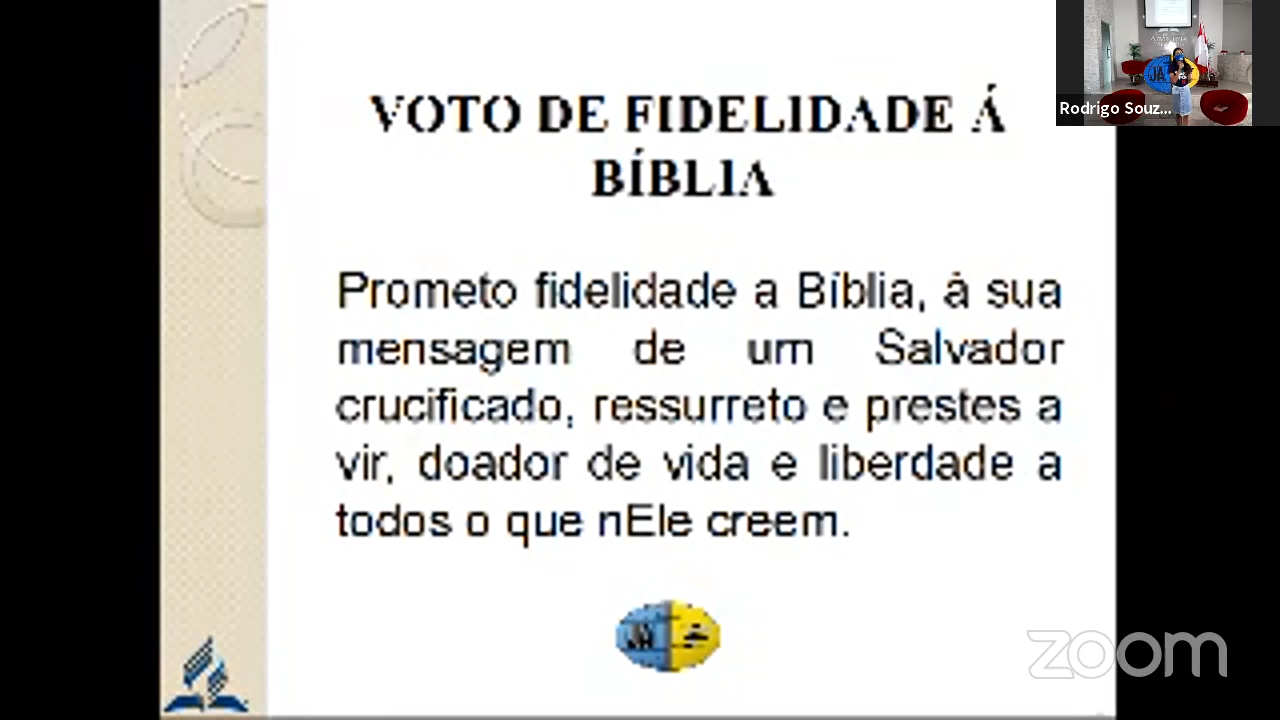 VOTO DE FIDELIDADE Á
BÍBLIA
Prometo fidelidade a Bíblia, á sua
mensagem de um Salvador
crucificado, ressurreto e prestes a
vir, doador de vida e liberdade a
todos o que nEle creem.
JA
Rodrigo Souz...
JA
zoom